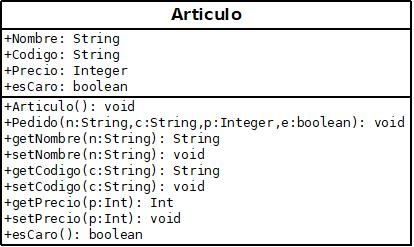 Articulo
+Nombre: String
+Codigo: String
+Precio: Integer
+esCaro: boolean
+Articulo(): void
+Pedido(n:String,c:String,p:Integer,e:boolean): void
+getNombre(n:String): String
+setNombre(n:String): void
+getCodigo(c:String): String
+setCodigo(c:String): void
+getPrecio(p:Int): Int
+setPrecio(p:Int): void
+esCaro(): boolean